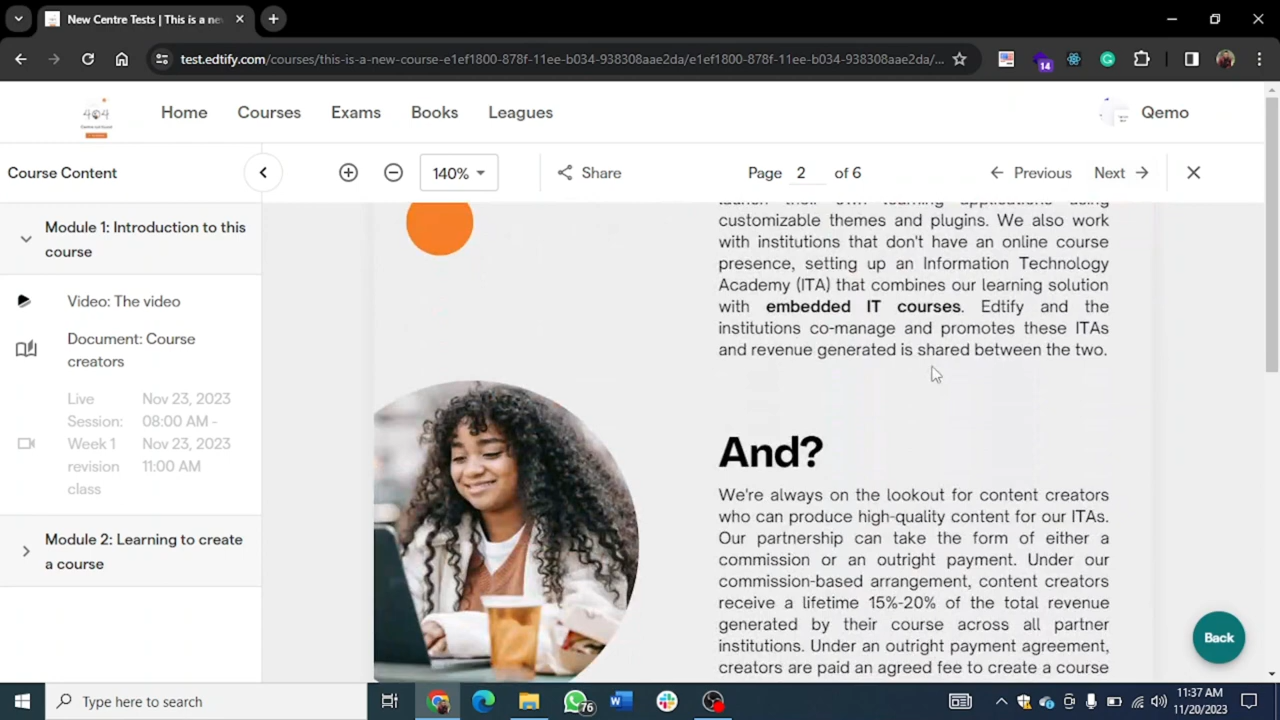 New Centre Tests | This is a nev
test.edtify.com/courses/this-is-a-new-course-e1ef1800-878f-11ee-b034-938308aae2da/e1ef1800-878f-11ee-b034-938308aae2da/...
14
404
Home
Courses
Exams
Books
Leagues
Qemo
Course Content
140%
Share
Page 2 of 6
Previous
Next
Module 1: Introduction to this
course
Video: The video
Document: Course
creators
Live Nov 23, 2023
Session: 08:00 AM -
Week 1 Nov 23, 2023
revision 11:00 AM
class
Module 2: Learning to create
a course
launch their own learning applications using
customizable themes and plugins. We also work
with institutions that don't have an online course
presence, setting up an Information Technology
Academy (ITA) that combines our learning solution
with embedded IT courses. Edtify and the
institutions co-manage and promotes these ITAs
and revenue generated is shared between the two.
And?
We're always on the lookout for content creators
who can produce high-quality content for our ITAs.
Our partnership can take the form of either a
commission or an outright payment. Under our
commission-based arrangement, content creators
receive a lifetime 15%-20% of the total revenue
generated by their course across all partner
institutions. Under an outright payment agreement,
creators are paid an agreed fee to create a course
Back
Type here to search
76
11:37 AM
11/20/2023